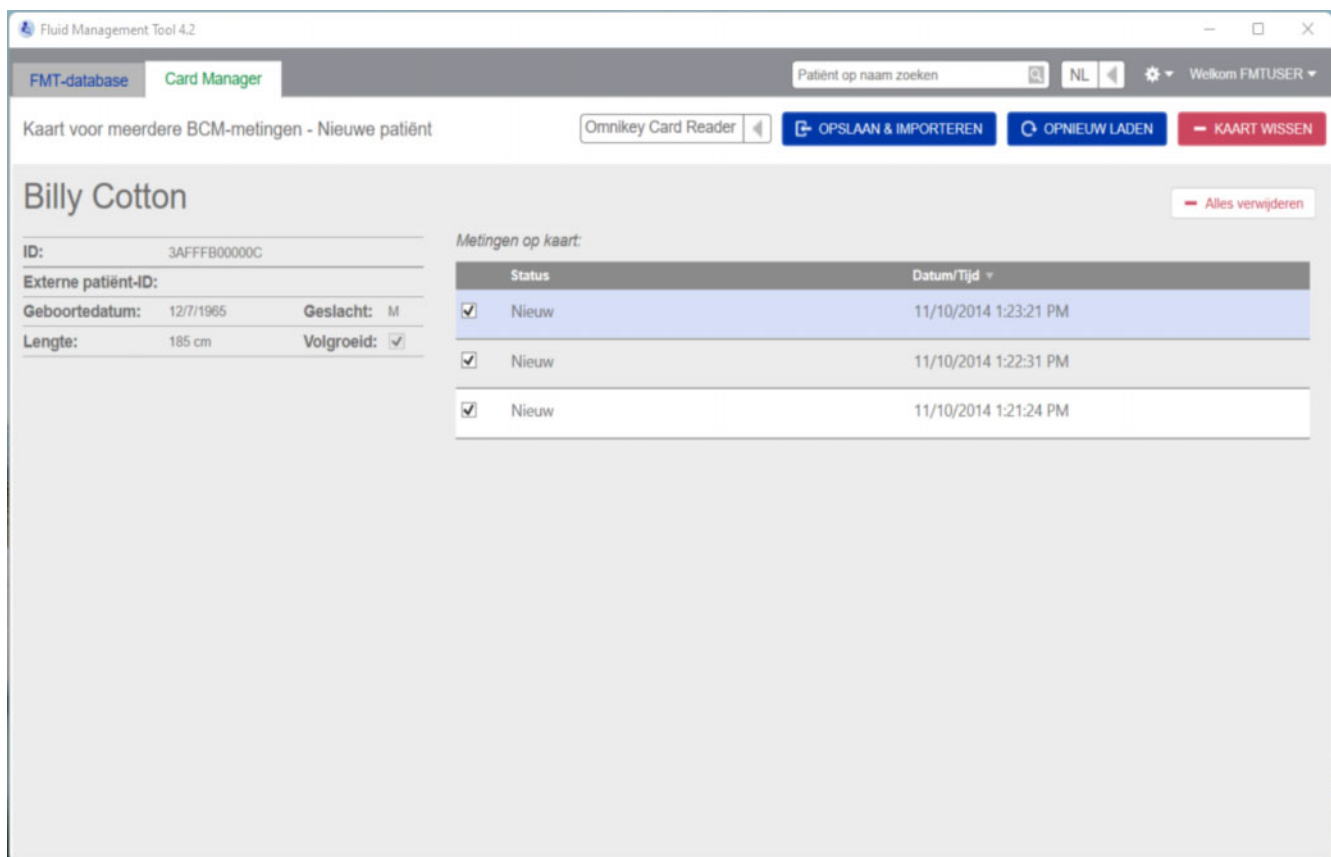 Fluid Management Tool 4.2
FMT-database Card Manager Patiënt op naam zoeken NL Welkom FMTUSER
Kaart voor meerdere BCM-metingen - Nieuwe patiënt Omnikey Card Reader OPSLAAN & IMPORTEREN OPNIEUW LADEN KAART WISSEN
Billy Cotton
Alles verwijderen
ID: 3AFFFB00000C
Externe patiënt-ID:
Geboortedatum: 12/7/1965 Geslacht: M
Lengte: 185 cm Volgroeid:
Metingen op kaart:
Status Datum/Tijd
Nieuw 11/10/2014 1:23:21 PM
Nieuw 11/10/2014 1:22:31 PM
Nieuw 11/10/2014 1:21:24 PM